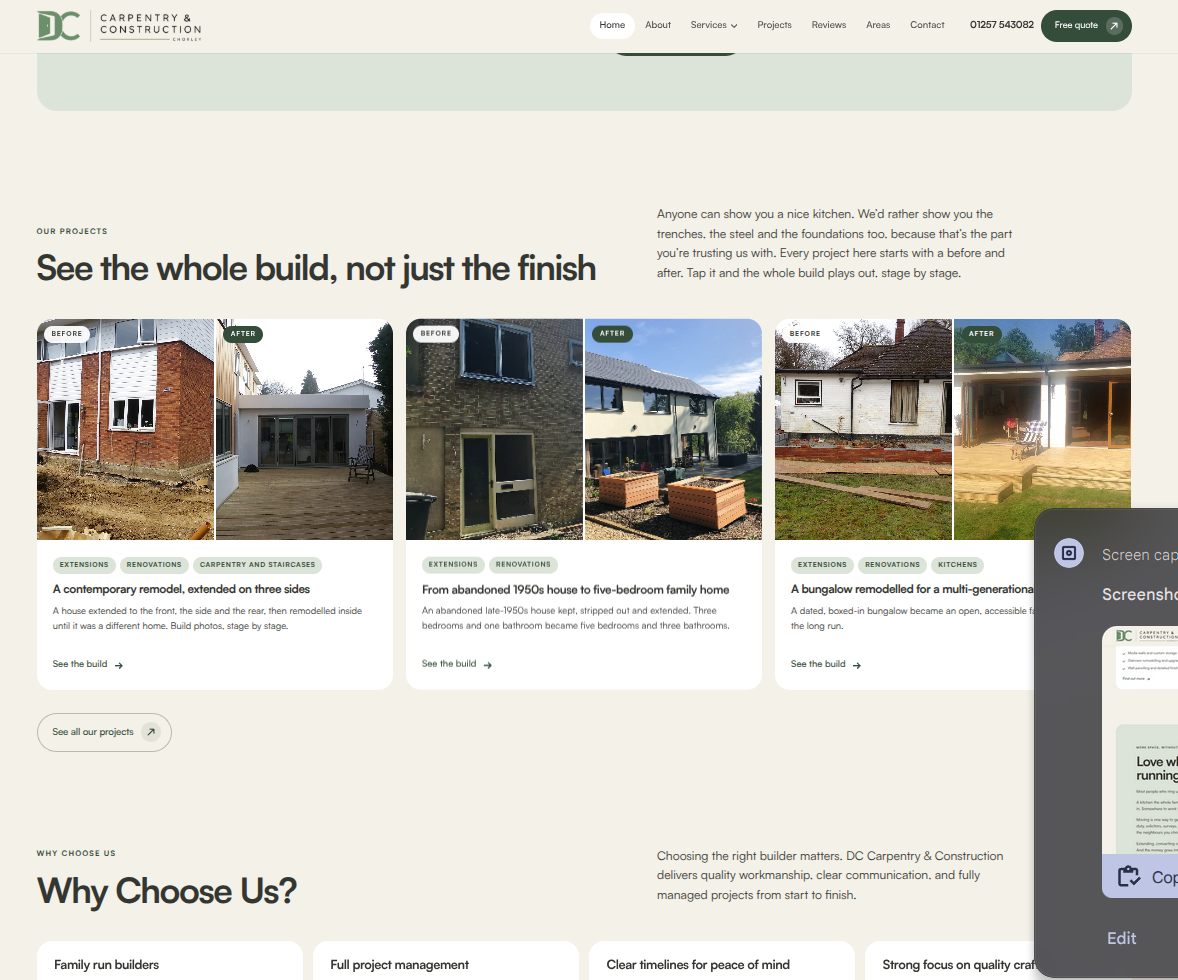 DC CARPENTRY &
CONSTRUCTION
CHORLEY
Home About Services Projects Reviews Areas Contact 01257 543082 Free quote
OUR PROJECTS
See the whole build, not just the finish
Anyone can show you a nice kitchen. We'd rather show you the
trenches, the steel and the foundations too, because that's the part
you're trusting us with. Every project here starts with a before and
after. Tap it and the whole build plays out, stage by stage.
BEFORE AFTER
EXTENSIONS RENOVATIONS CARPENTRY AND STAIRCASES
A contemporary remodel, extended on three sides
A house extended to the front, the side and the rear, then remodelled inside
until it was a different home. Build photos, stage by stage.
See the build
BEFORE AFTER
EXTENSIONS RENOVATIONS
From abandoned 1950s house to five-bedroom family home
An abandoned late-1950s house kept, stripped out and extended. Three
bedrooms and one bathroom became five bedrooms and three bathrooms.
See the build
BEFORE AFTER
EXTENSIONS RENOVATIONS KITCHENS
A bungalow remodelled for a multi-generationa
A dated, boxed-in bungalow became an open, accessible fa
the long run.
See the build
See all our projects
WHY CHOOSE US
Why Choose Us?
Choosing the right builder matters. DC Carpentry & Construction
delivers quality workmanship, clear communication, and fully
managed projects from start to finish.
Family run builders
Full project management
Clear timelines for peace of mind
Strong focus on quality craf
Screen cap
Screensho
DC CARPENTRY &
CONSTRUCTION
Find out more
Love wh
running
Cop
Edit